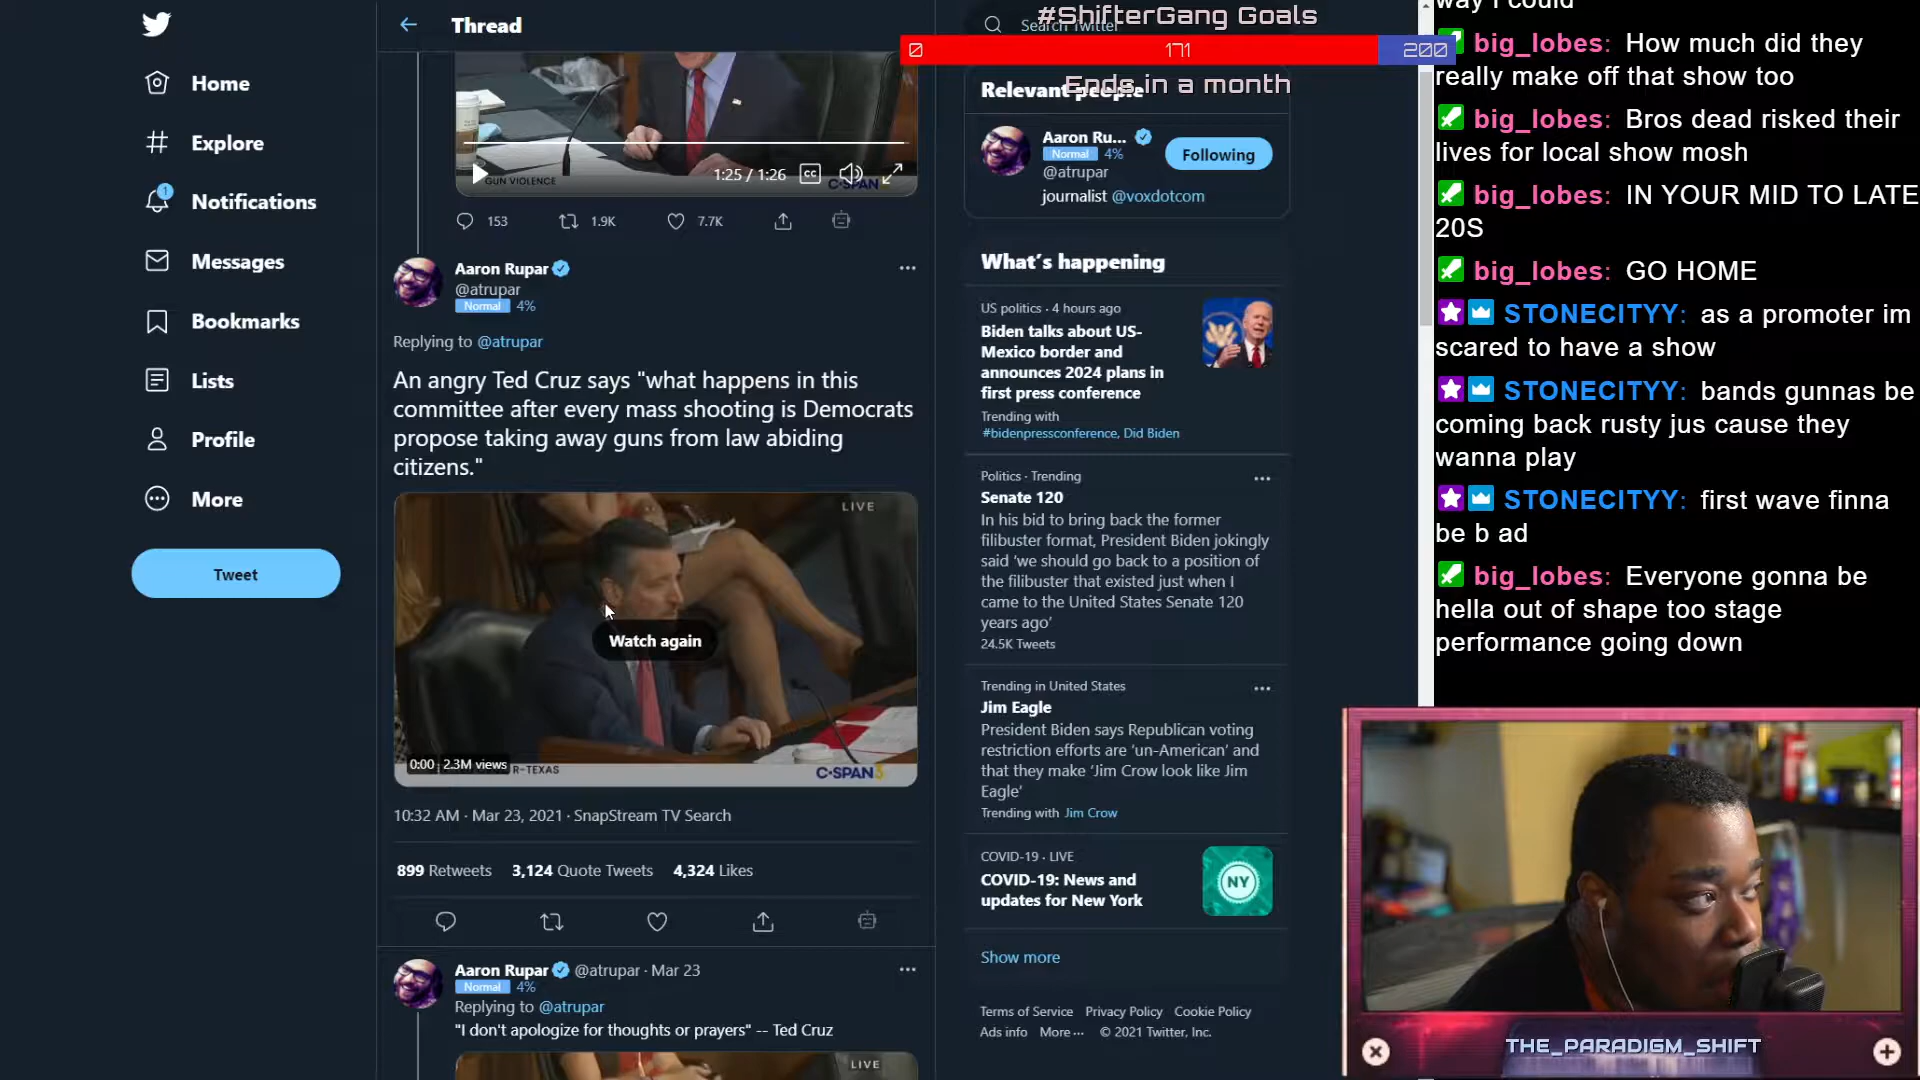 Home
Explore
1
Notifications
Messages
Bookmarks
Lists
Profile
More
Tweet
Thread
GUN VIOLENCE
1:25 / 1:26
CC
C-SPAN
153
1.9K
7.7K
Aaron Rupar
@atrupar
Normal 4%
Replying to @atrupar
An angry Ted Cruz says "what happens in this
committee after every mass shooting is Democrats
propose taking away guns from law abiding
citizens."
LIVE
Watch again
0:00 2.3M views
R-TEXAS
C-SPAN3
10:32 AM · Mar 23, 2021 · SnapStream TV Search
899 Retweets 3,124 Quote Tweets 4,324 Likes
Aaron Rupar @atrupar · Mar 23
Normal 4%
Replying to @atrupar
"I don't apologize for thoughts or prayers" -- Ted Cruz
LIVE
#ShifterGang Goals
Search Twitter
0 171 200
Ends in a month
Relevant people
Aaron Ru...
Normal 4%
@atrupar
Following
journalist @voxdotcom
What's happening
US politics · 4 hours ago
Biden talks about US-
Mexico border and
announces 2024 plans in
first press conference
Trending with
#bidenpressconference, Did Biden
Politics · Trending
Senate 120
In his bid to bring back the former
filibuster format, President Biden jokingly
said 'we should go back to a position of
the filibuster that existed just when I
came to the United States Senate 120
years ago'
24.5K Tweets
Trending in United States
Jim Eagle
President Biden says Republican voting
restriction efforts are 'un-American' and
that they make 'Jim Crow look like Jim
Eagle'
Trending with Jim Crow
COVID-19 · LIVE
COVID-19: News and
updates for New York
NY
Show more
Terms of Service Privacy Policy Cookie Policy
Ads info More ··· © 2021 Twitter, Inc.
way I could
big_lobes: How much did they
really make off that show too
big_lobes: Bros dead risked their
lives for local show mosh
big_lobes: IN YOUR MID TO LATE
20S
big_lobes: GO HOME
STONECITYY: as a promoter im
scared to have a show
STONECITYY: bands gunnas be
coming back rusty jus cause they
wanna play
STONECITYY: first wave finna
be b ad
big_lobes: Everyone gonna be
hella out of shape too stage
performance going down
THE_PARADIGM_SHIFT